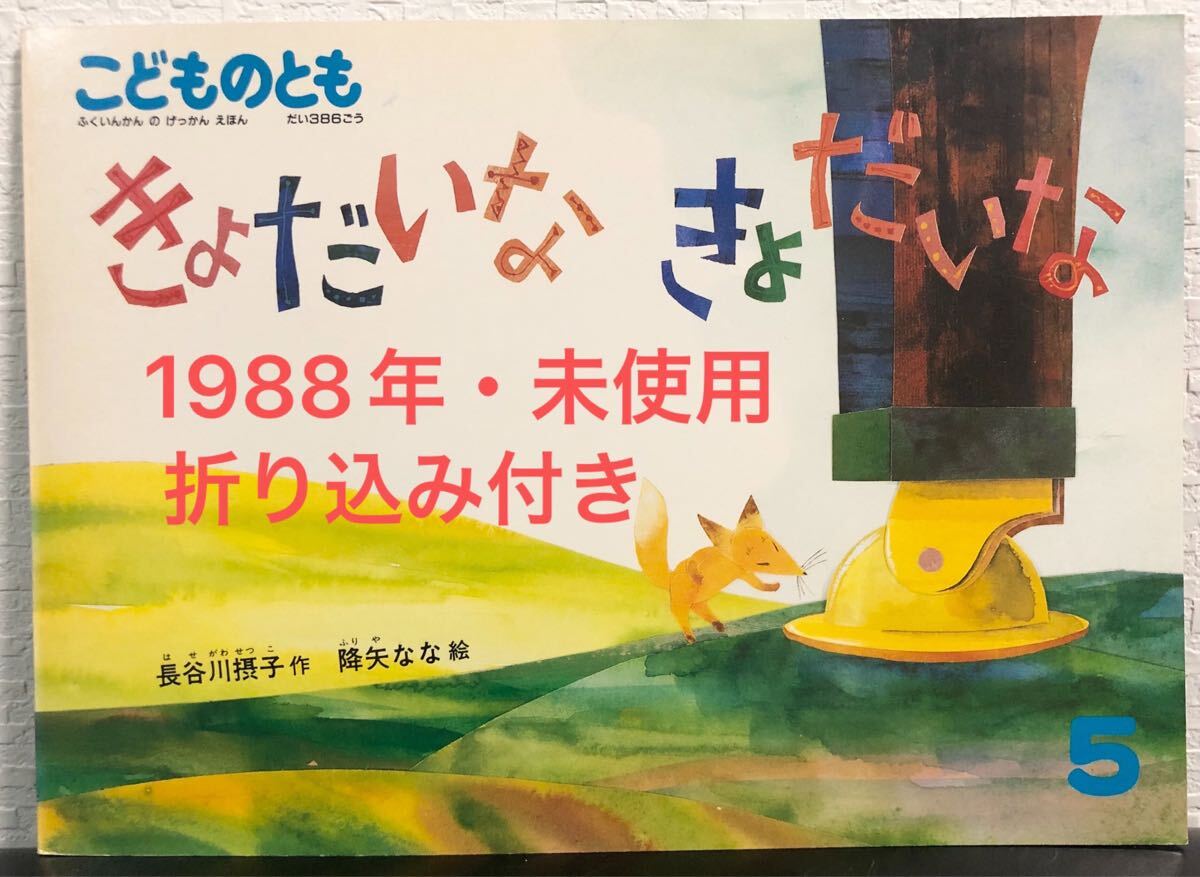 こどものとも
ふくいんかん の げっかん えほん だい386ごう
きょだいな きょだいな
1988年・未使用
折り込み付き
は せ がわ せつ こ ふり や
長谷川摂子 作 降矢なな 絵
5